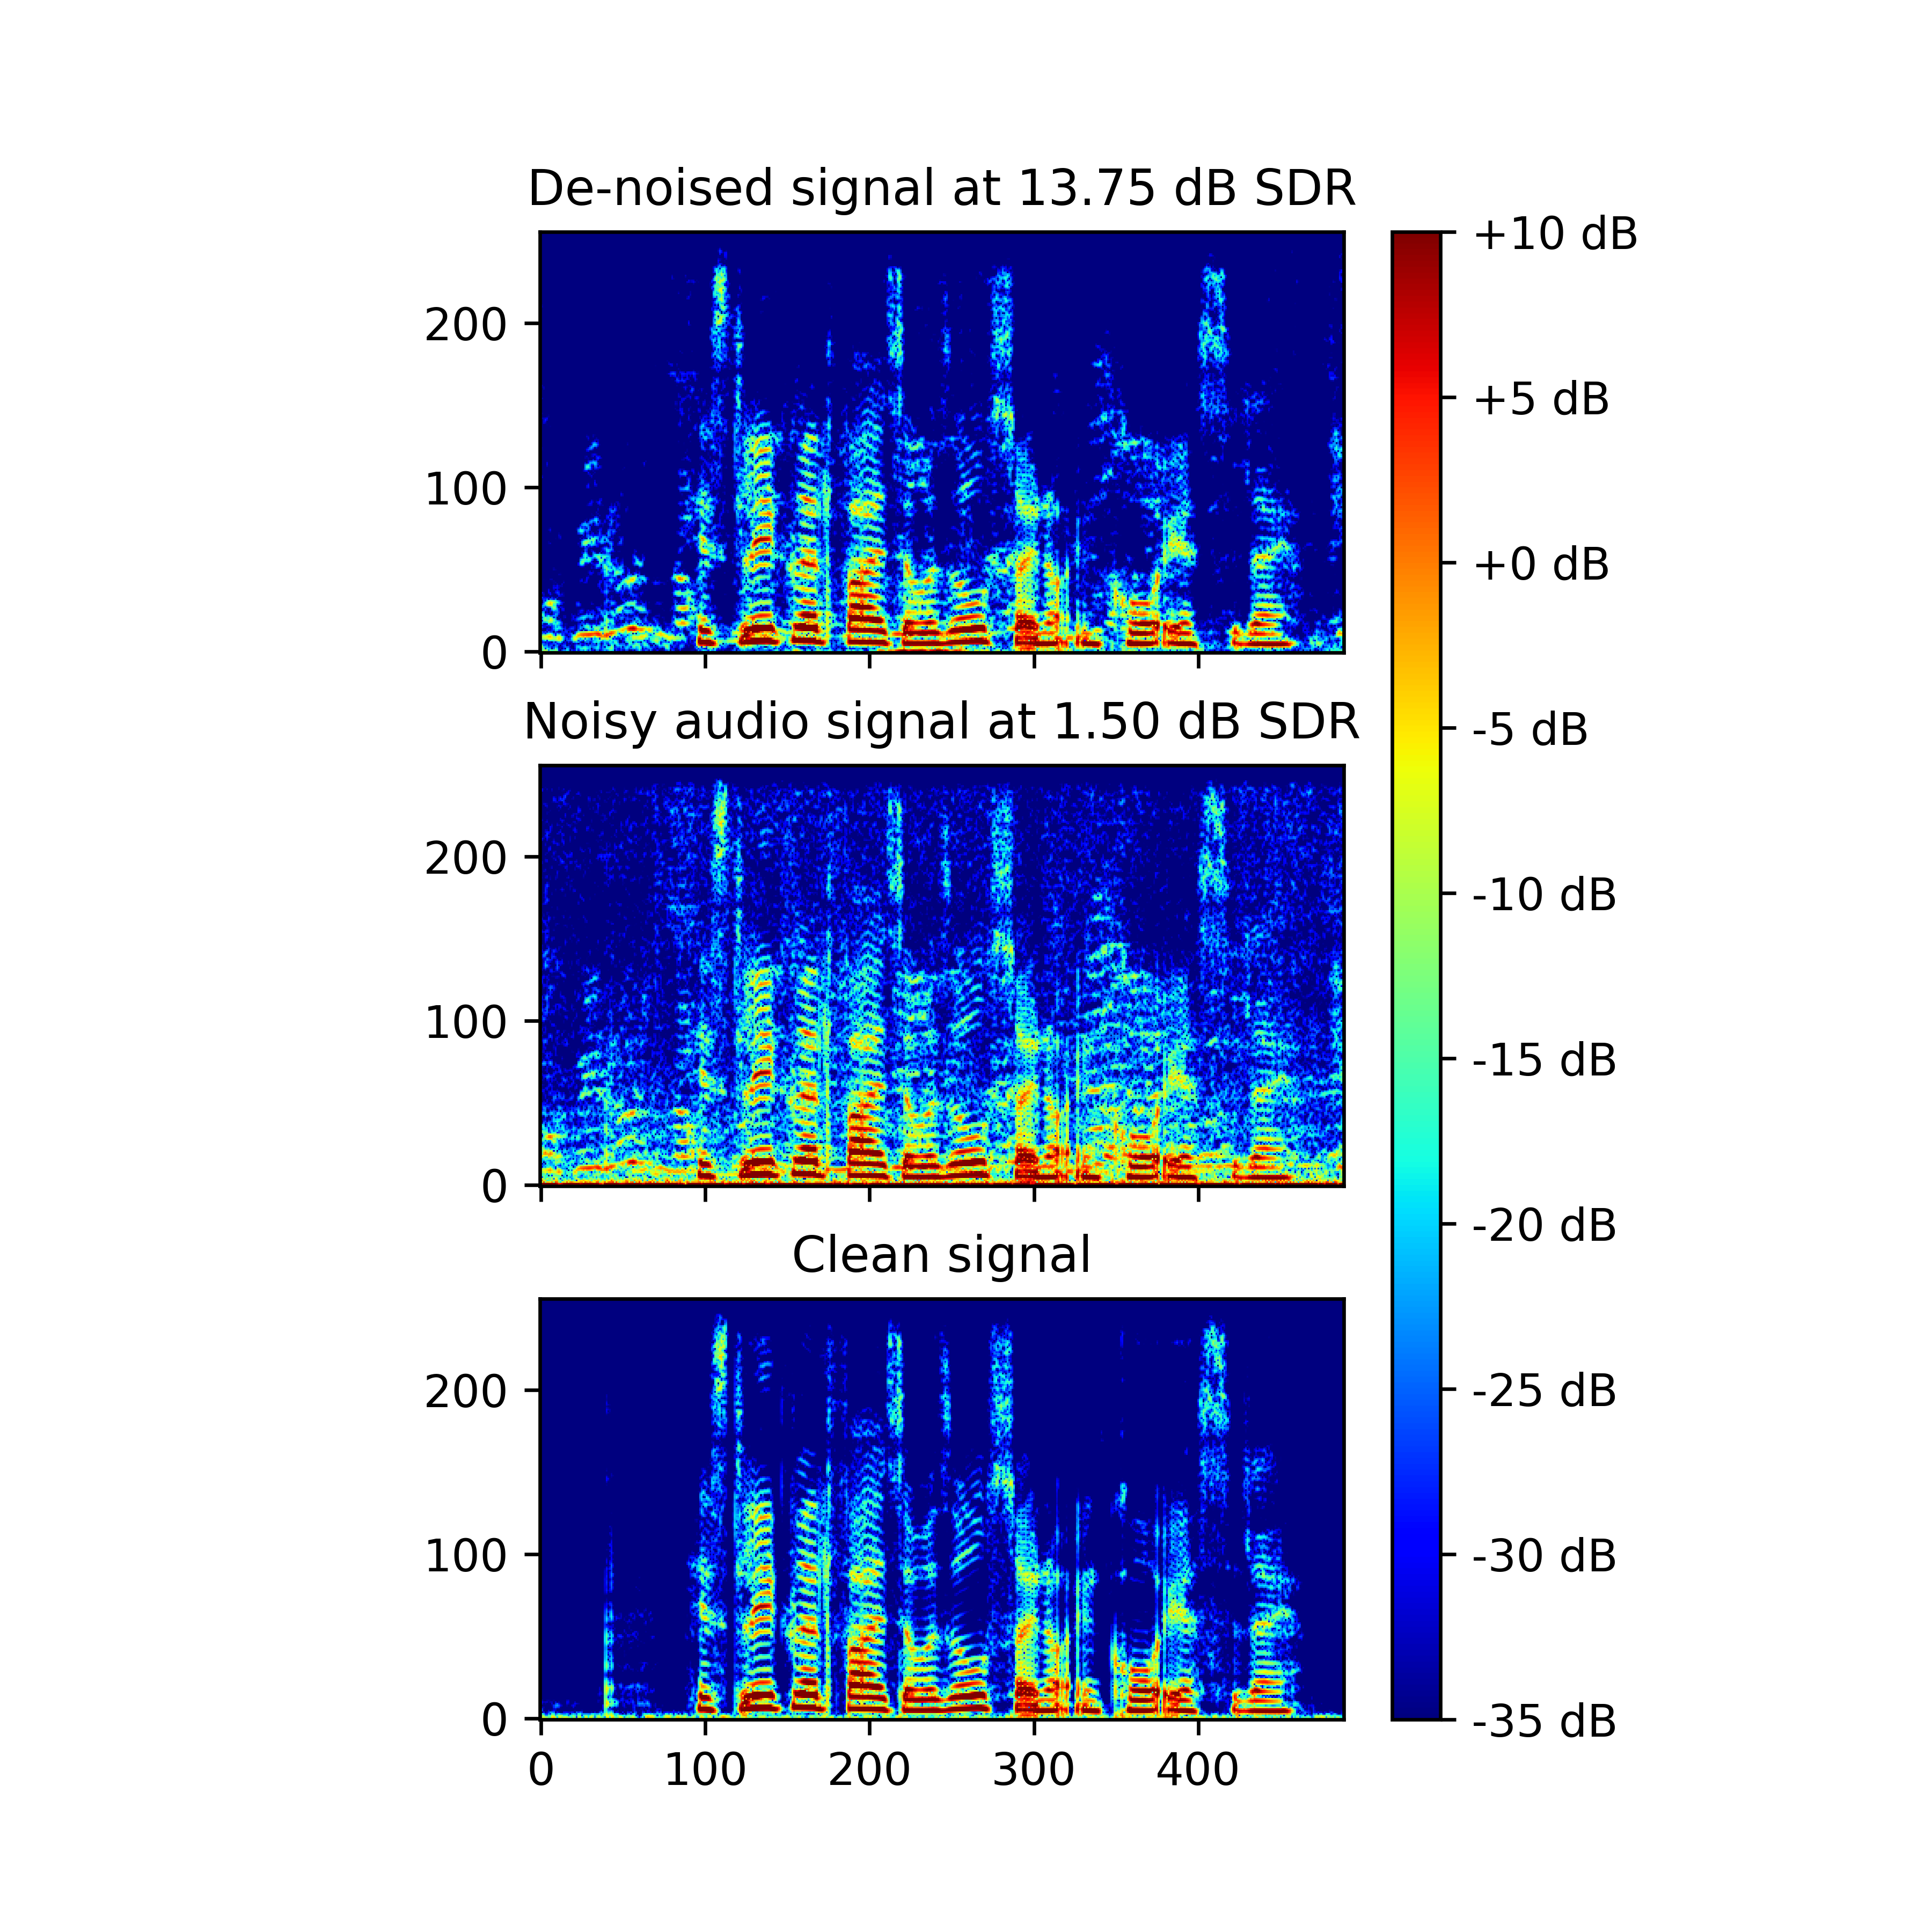 De-noised signal at 13.75 dB SDR
200
100
0
Noisy audio signal at 1.50 dB SDR
200
100
0
Clean signal
200
100
0
0 100 200 300 400
+10 dB
+5 dB
+0 dB
-5 dB
-10 dB
-15 dB
-20 dB
-25 dB
-30 dB
-35 dB